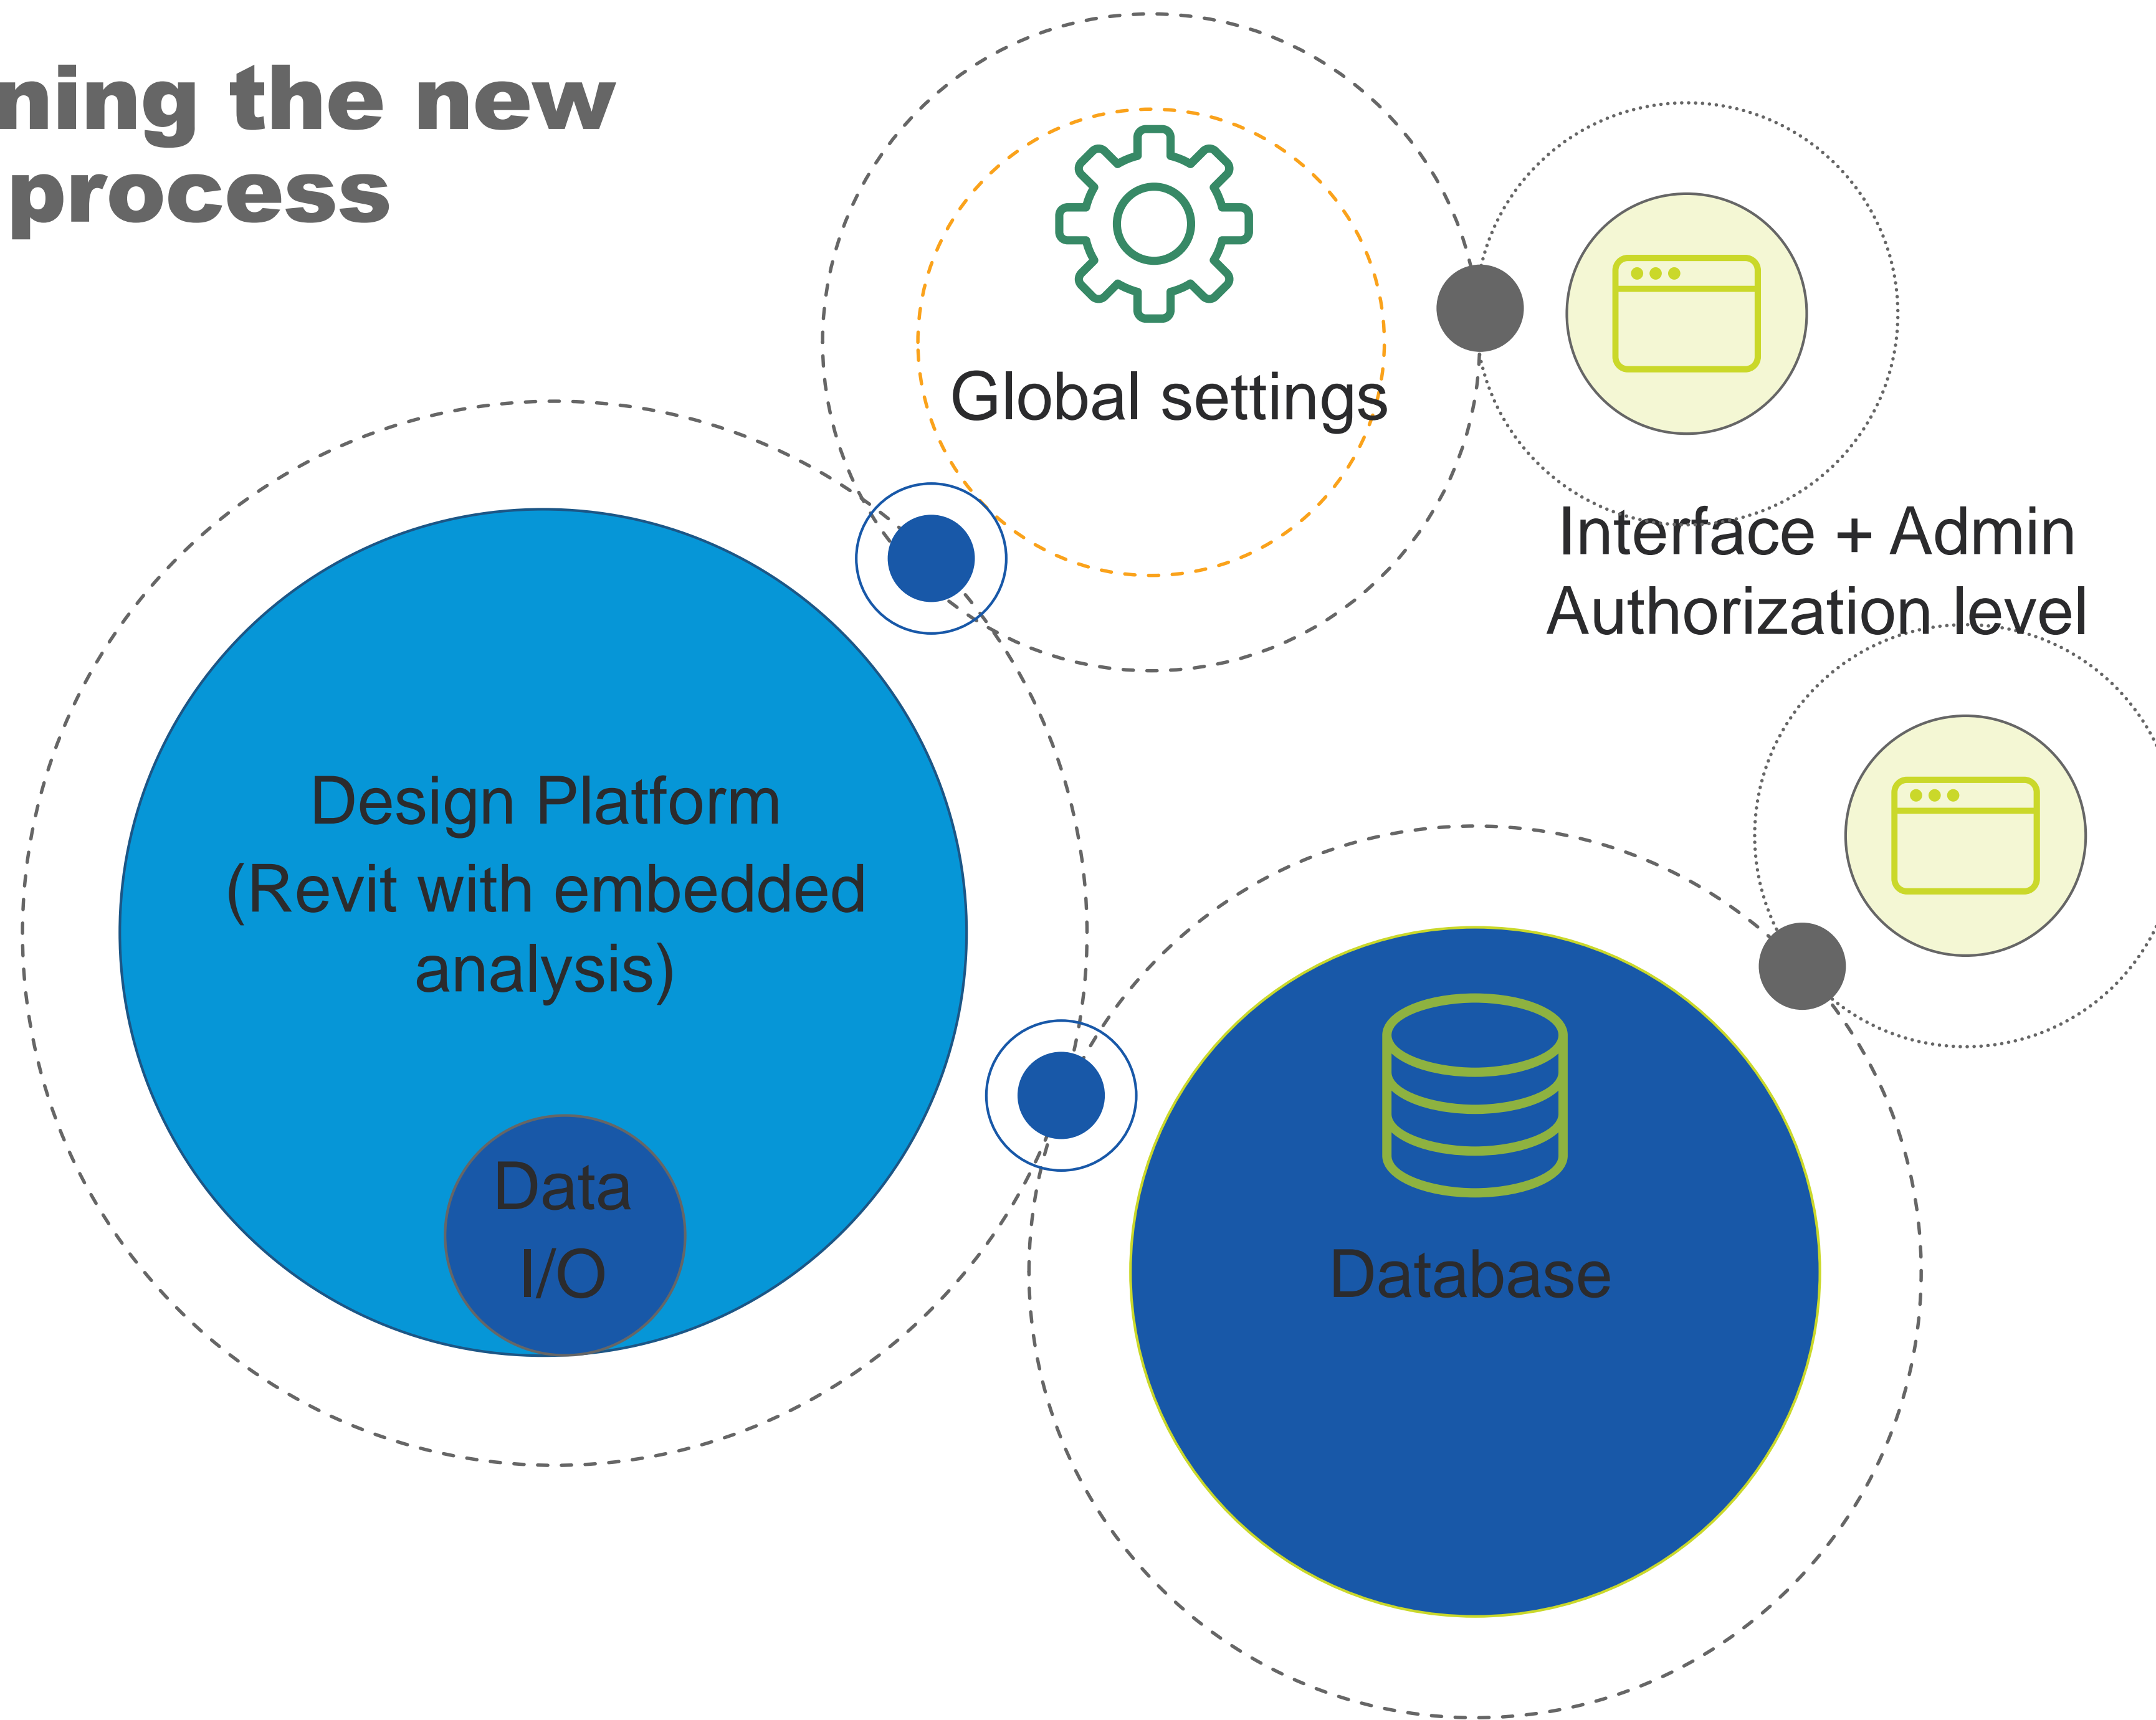 ning the new
process
Global settings
Interface + Admin
Authorization level
Design Platform
(Revit with embedded
analysis)
Data
I/O
Database